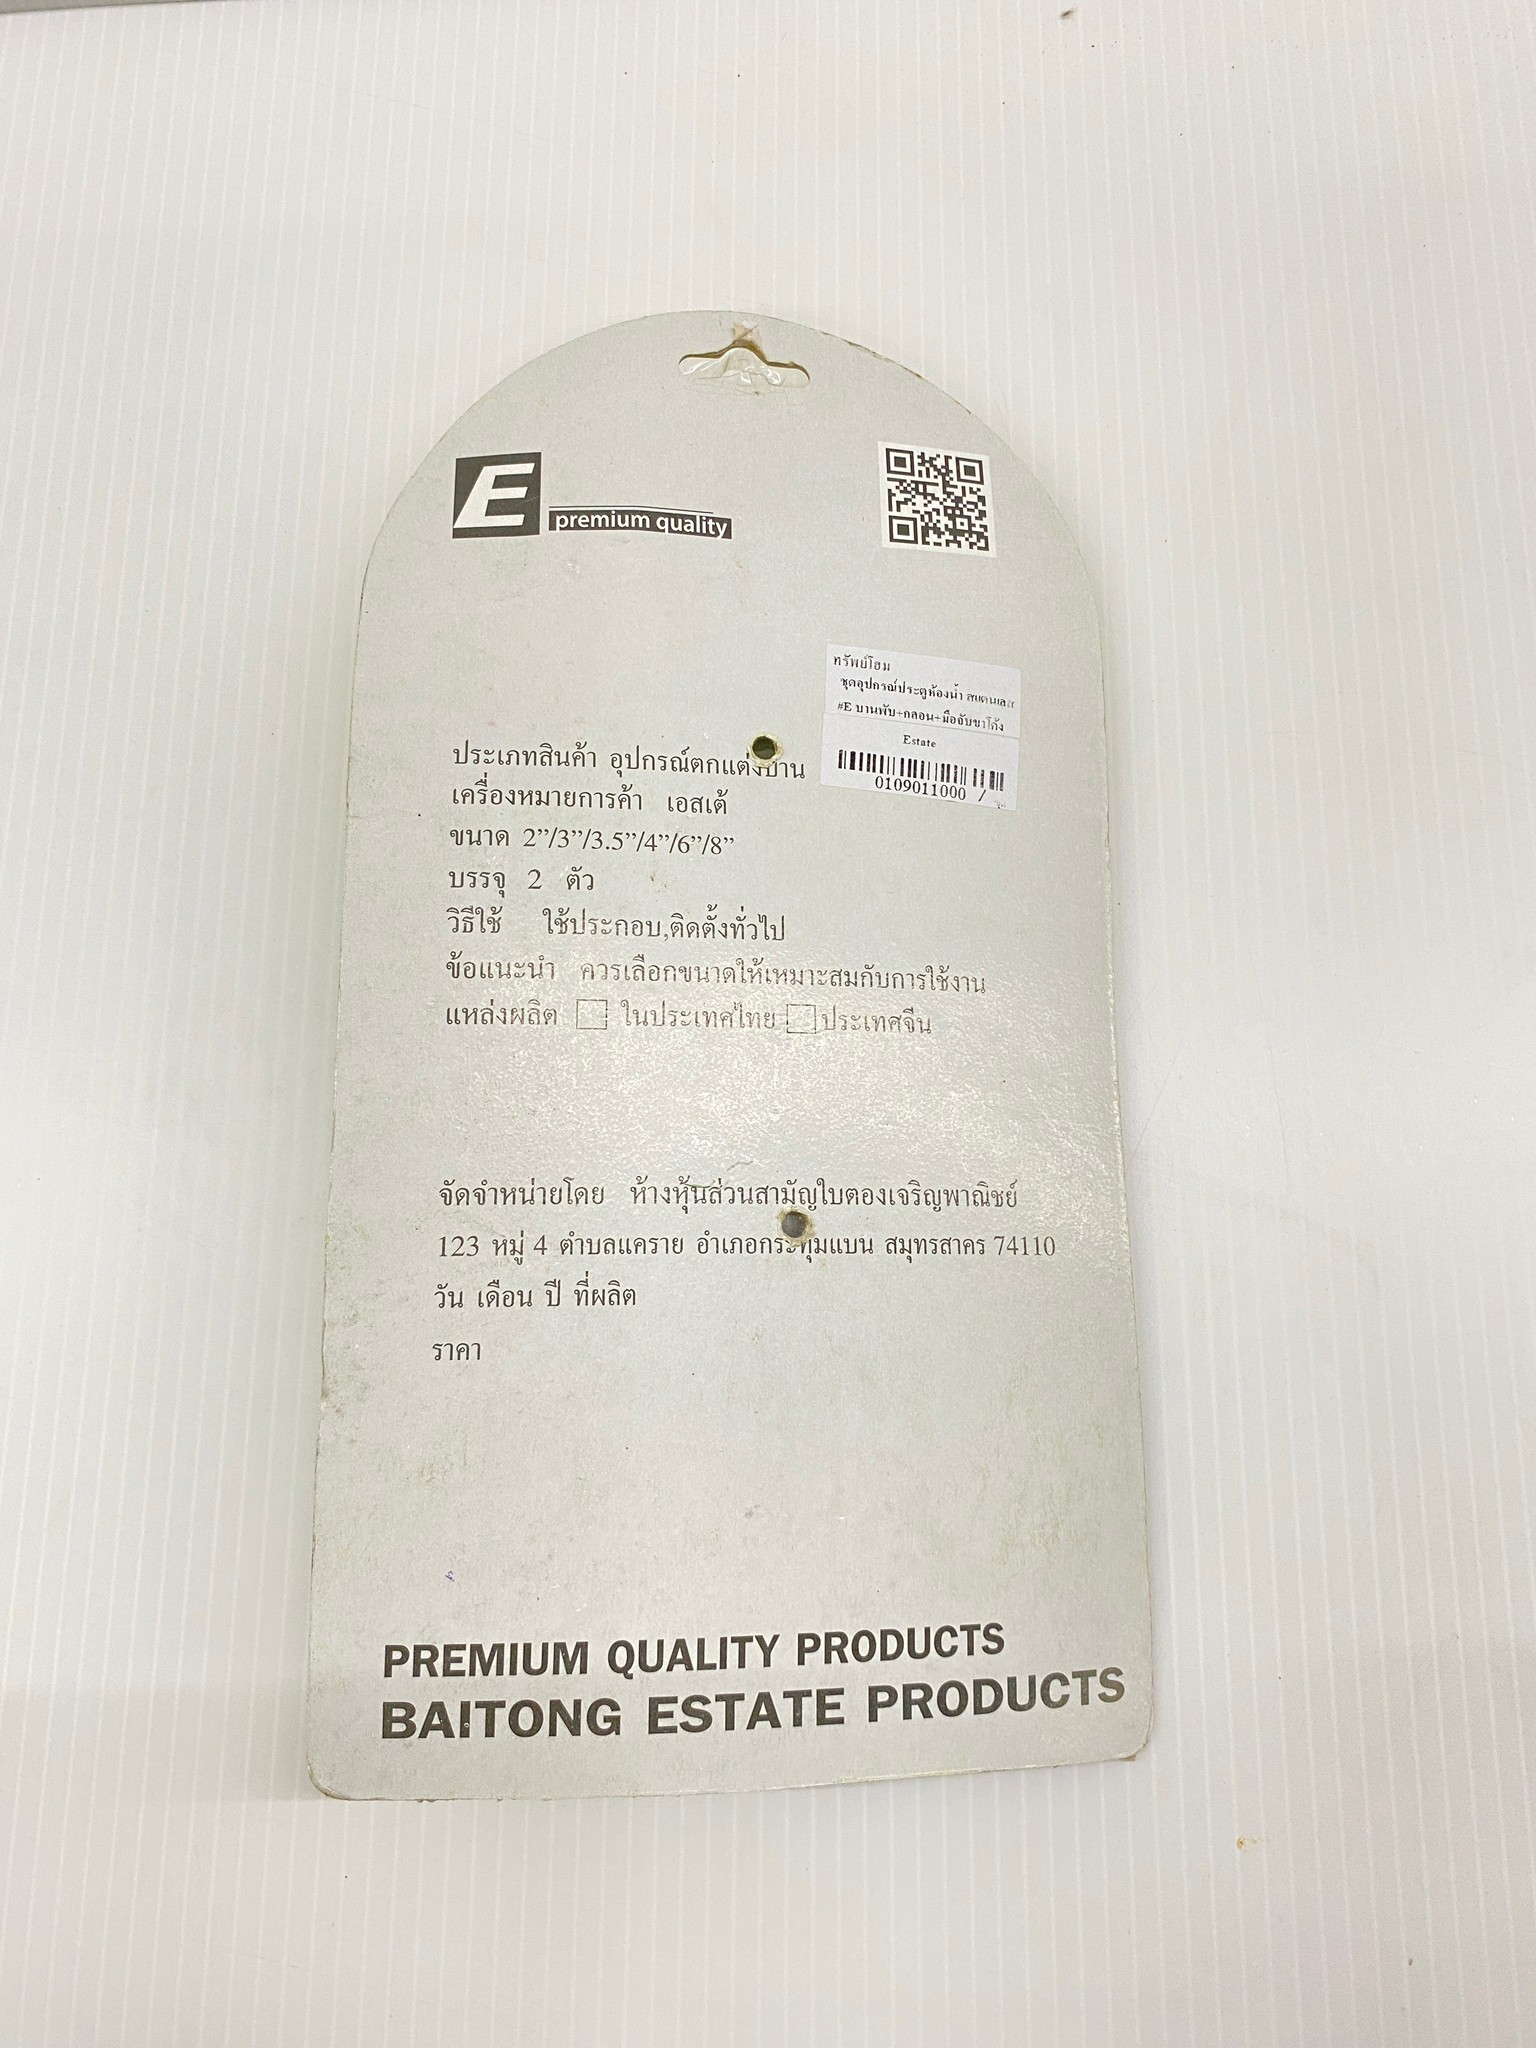 E
premium quality
ทรัพย์โฮม
ชุดอุปกรณ์ประตูห้องน้ำ สแตนเลส
#E บานพับ+กลอน+มือจับขาโค้ง
Estate
0109011000 /
ประเภทสินค้า อุปกรณ์ตกแต่งบ้าน
เครื่องหมายการค้า เอสเต้
ขนาด 2”/3”/3.5”/4”/6”/8”
บรรจุ 2 ตัว
วิธีใช้ ใช้ประกอบ,ติดตั้งทั่วไป
ข้อแนะนำ ควรเลือกขนาดให้เหมาะสมกับการใช้งาน
แหล่งผลิต ในประเทศไทย ประเทศจีน
จัดจำหน่ายโดย ห้างหุ้นส่วนสามัญใบตองเจริญพาณิชย์
123 หมู่ 4 ตำบลแคราย อำเภอกระทุ่มแบน สมุทรสาคร 74110
วัน เดือน ปี ที่ผลิต
ราคา
PREMIUM QUALITY PRODUCTS
BAITONG ESTATE PRODUCTS